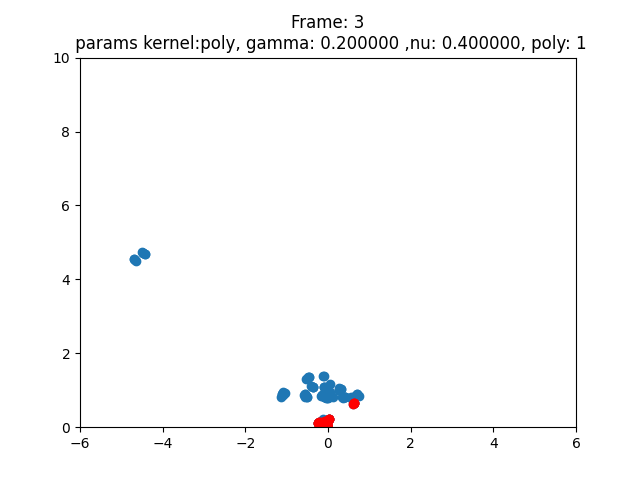 Frame: 3
params kernel:poly, gamma: 0.200000 ,nu: 0.400000, poly: 1
10
8
6
4
2
0
−6 −4 −2 0 2 4 6